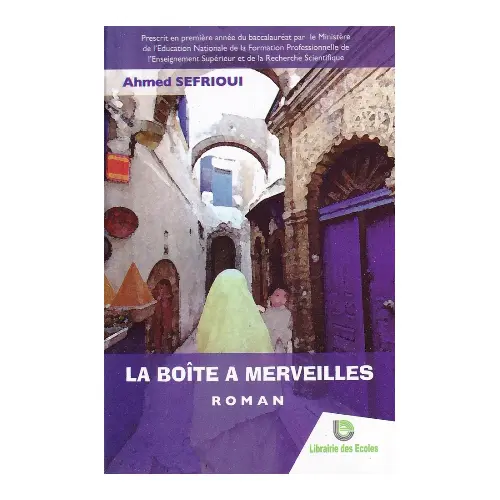 Prescrit en première année du baccalauréat par le Ministère
de l'Education Nationale de la Formation Professionnelle de
l'Enseignement Supérieur et de la Recherche Scientifique
Ahmed SEFRIOUI
LA BOÎTE A MERVEILLES
ROMAN
Librairie des Ecoles